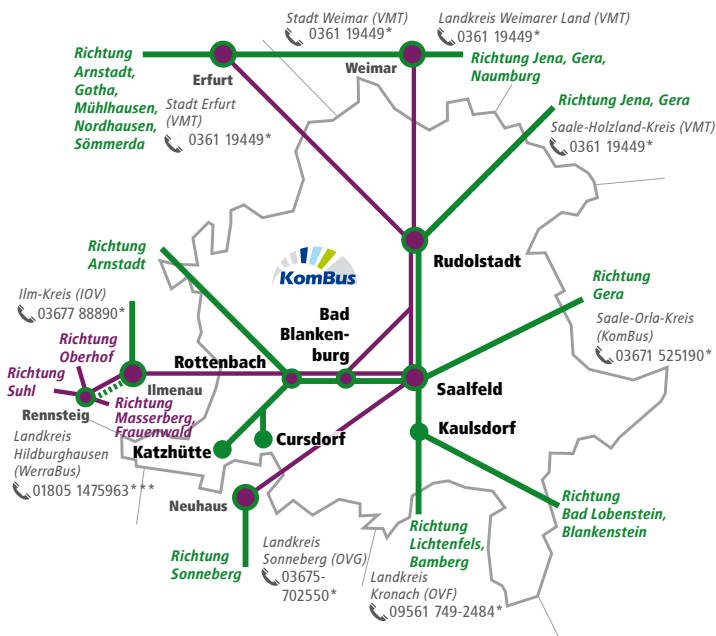 Stadt Weimar (VMT)
0361 19449*
Landkreis Weimarer Land (VMT)
0361 19449*
Richtung
Arnstadt,
Gotha,
Mühlhausen,
Nordhausen,
Sömmerda
Erfurt
Weimar
Richtung Jena, Gera,
Naumburg
Stadt Erfurt
(VMT)
0361 19449*
Richtung Jena, Gera
Saale-Holzland-Kreis (VMT)
0361 19449*
Richtung
Arnstadt
KomBus
Rudolstadt
Richtung
Gera
Ilm-Kreis (IOV)
03677 88890*
Bad
Blanken-
burg
Saale-Orla-Kreis
(KomBus)
03671 525190*
Richtung
Oberhof
Rottenbach
Richtung
Suhl
Ilmenau
Saalfeld
Rennsteig
Richtung
Masserberg,
Frauenwald
Kaulsdorf
Landkreis
Hildburghausen
(WerraBus)
01805 1475963***
Katzhütte
Cursdorf
Neuhaus
Richtung
Bad Lobenstein,
Blankenstein
Richtung
Sonneberg
Landkreis
Sonneberg (OVG)
03675-
702550*
Richtung
Lichtenfels,
Bamberg
Landkreis
Kronach (OVF)
09561 749-2484*